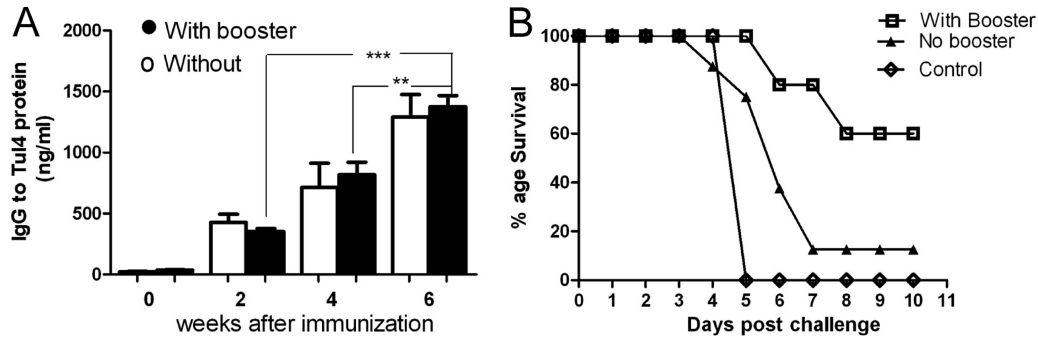 A
2000
1500
1000
500
0
IgG to Tul4 protein
(ng/ml)
With booster
Without
***
**
0 2 4 6
weeks after immunization
B
With Booster
No booster
Control
100
80
60
40
20
0
% age Survival
0 1 2 3 4 5 6 7 8 9 10 11
Days post challenge